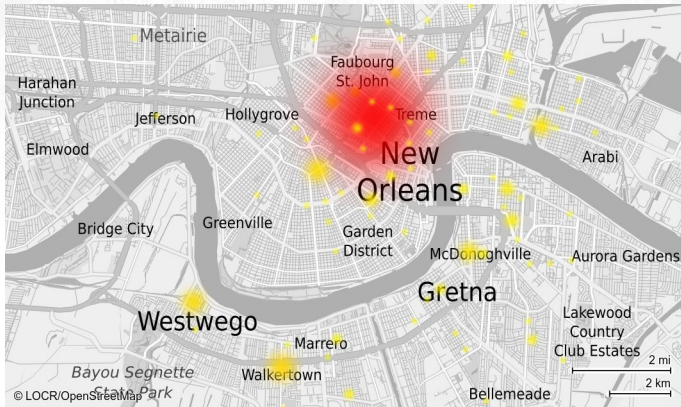 Metairie
Faubourg
St. John
Harahan
Junction
Jefferson
Hollygrove
Treme
Elmwood
New
Orleans
Arabi
Bridge City
Greenville
Garden
District
McDonoghville
Aurora Gardens
Gretna
Westwego
Lakewood
Country
Club Estates
Marrero
2 mi
Bayou Segnette
State Park
Walkertown
2 km
© LOCR/OpenStreetMap
Bellemeade